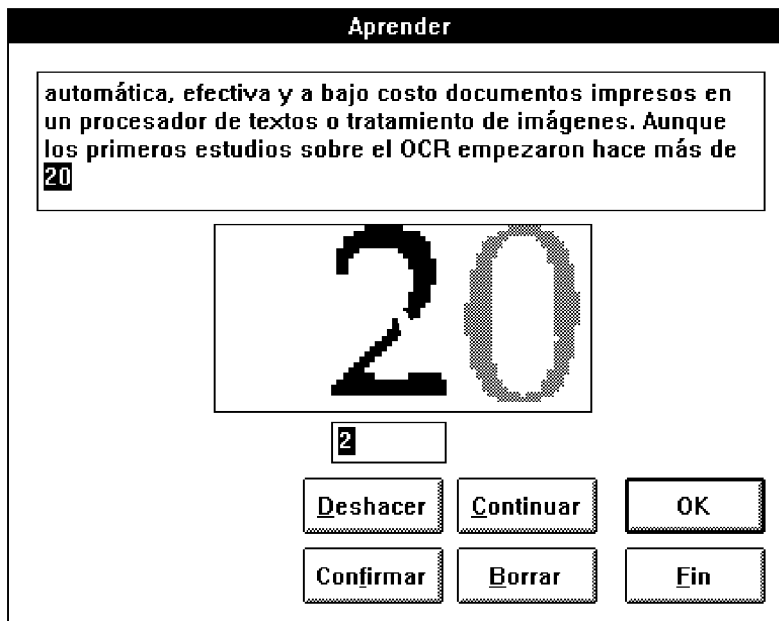 Aprender
automática, efectiva y a bajo costo documentos impresos en
un procesador de textos o tratamiento de imágenes. Aunque
los primeros estudios sobre el OCR empezaron hace más de
20
20
2
Deshacer Continuar OK
Confirmar Borrar Fin